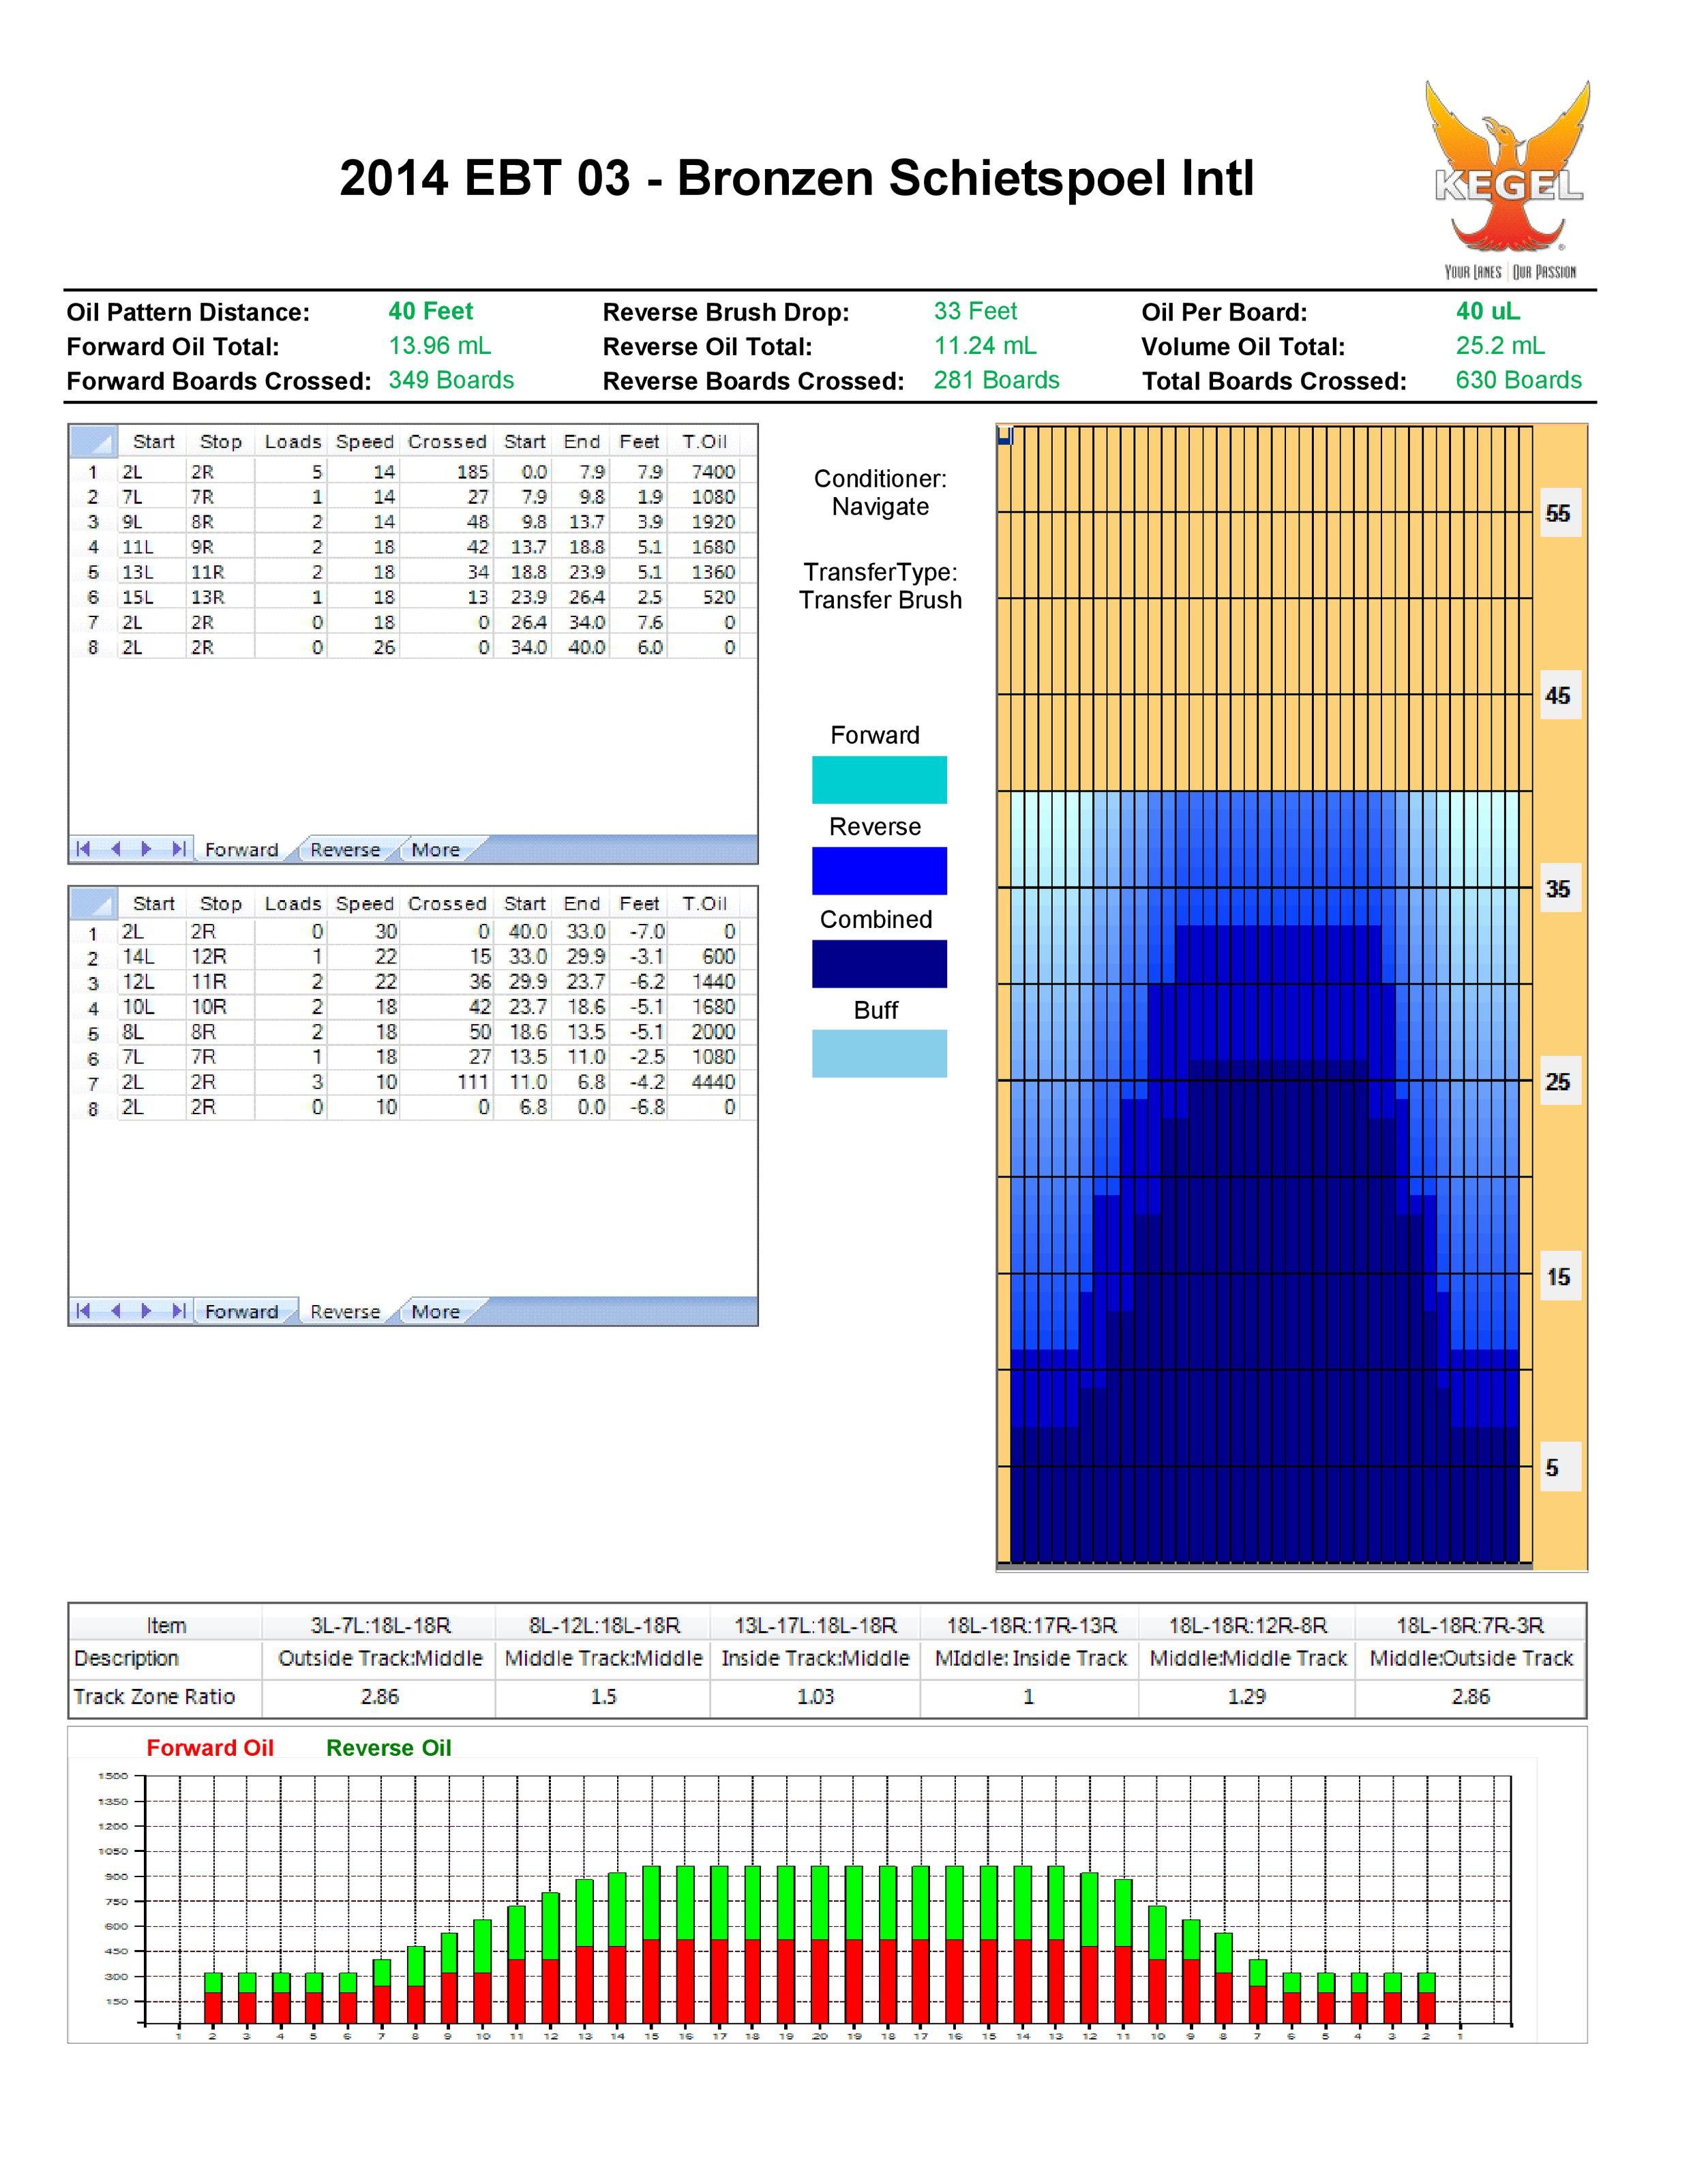 2014 EBT 03 - Bronzen Schietspoel Intl
KEGEL
®
YOUR LANES OUR PASSION
Oil Pattern Distance: 40 Feet Reverse Brush Drop: 33 Feet Oil Per Board: 40 uL
Forward Oil Total: 13.96 mL Reverse Oil Total: 11.24 mL Volume Oil Total: 25.2 mL
Forward Boards Crossed: 349 Boards Reverse Boards Crossed: 281 Boards Total Boards Crossed: 630 Boards
Start Stop Loads Speed Crossed Start End Feet T.Oil
1 2L 2R 5 14 185 0.0 7.9 7.9 7400
2 7L 7R 1 14 27 7.9 9.8 1.9 1080
3 9L 8R 2 14 48 9.8 13.7 3.9 1920
4 11L 9R 2 18 42 13.7 18.8 5.1 1680
5 13L 11R 2 18 34 18.8 23.9 5.1 1360
6 15L 13R 1 18 13 23.9 26.4 2.5 520
7 2L 2R 0 18 0 26.4 34.0 7.6 0
8 2L 2R 0 26 0 34.0 40.0 6.0 0
Forward Reverse More
Start Stop Loads Speed Crossed Start End Feet T.Oil
1 2L 2R 0 30 0 40.0 33.0 -7.0 0
2 14L 12R 1 22 15 33.0 29.9 -3.1 600
3 12L 11R 2 22 36 29.9 23.7 -6.2 1440
4 10L 10R 2 18 42 23.7 18.6 -5.1 1680
5 8L 8R 2 18 50 18.6 13.5 -5.1 2000
6 7L 7R 1 18 27 13.5 11.0 -2.5 1080
7 2L 2R 3 10 111 11.0 6.8 -4.2 4440
8 2L 2R 0 10 0 6.8 0.0 -6.8 0
Forward Reverse More
Conditioner:
Navigate
TransferType:
Transfer Brush
Forward
Reverse
Combined
Buff
55
45
35
25
15
5
Item 3L-7L:18L-18R 8L-12L:18L-18R 13L-17L:18L-18R 18L-18R:17R-13R 18L-18R:12R-8R 18L-18R:7R-3R
Description Outside Track:Middle Middle Track:Middle Inside Track:Middle MIddle: Inside Track Middle:Middle Track Middle:Outside Track
Track Zone Ratio 2.86 1.5 1.03 1 1.29 2.86
Forward Oil Reverse Oil
1500
1350
1200
1050
900
750
600
450
300
150
1 2 3 4 5 6 7 8 9 10 11 12 13 14 15 16 17 18 19 20 19 18 17 16 15 14 13 12 11 10 9 8 7 6 5 4 3 2 1